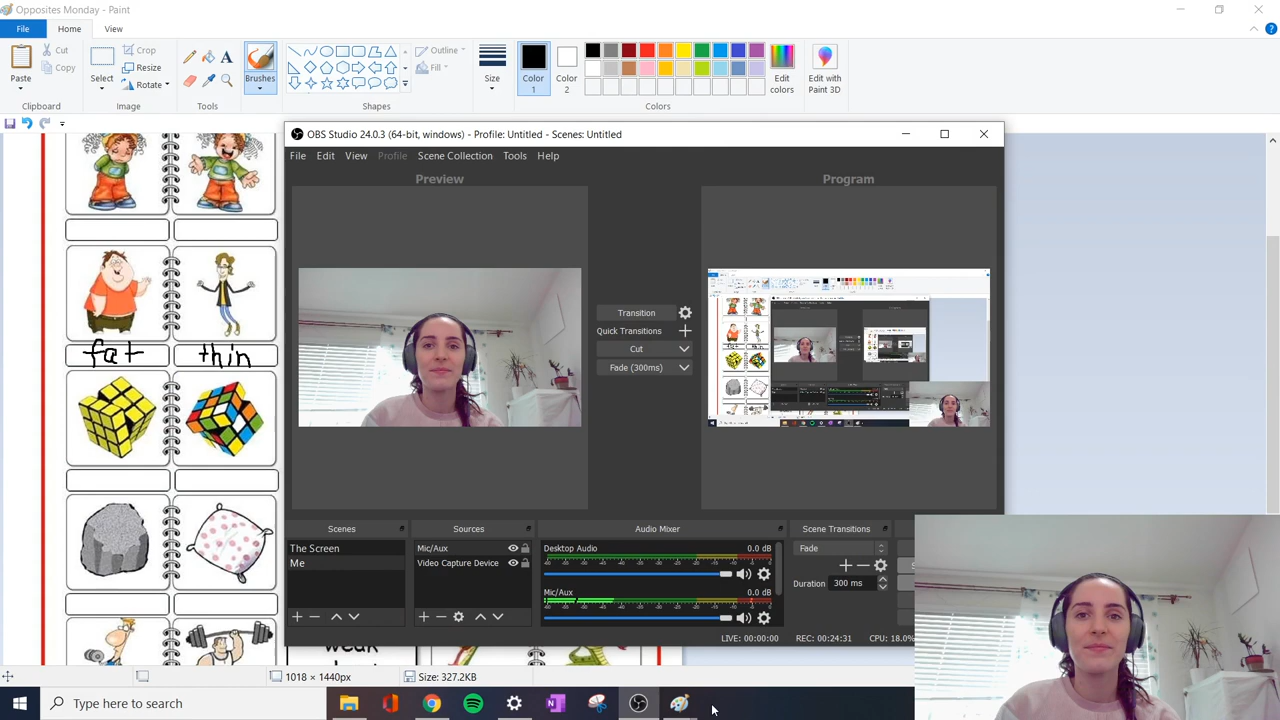 Opposites Monday - Paint
File
Home
View
Paste
Cut
Copy
Clipboard
Select
Crop
Resize
Rotate
Image
Tools
Brushes
Shapes
Outline
Fill
Size
Color
1
Color
2
Colors
Edit
colors
Edit with
Paint 3D
OBS Studio 24.0.3 (64-bit, windows) - Profile: Untitled - Scenes: Untitled
File Edit View Profile Scene Collection Tools Help
Preview
Program
fat
thin
Transition
Quick Transitions
Cut
Fade (300ms)
Scenes
The Screen
Me
Sources
Mic/Aux
Video Capture Device
Audio Mixer
Desktop Audio
0.0 dB
Mic/Aux
0.0 dB
Scene Transitions
Fade
Duration 300 ms
LIVE: 00:00:00
REC: 00:24:31
CPU: 18.0%
Size: 27.2KB
Type here to search